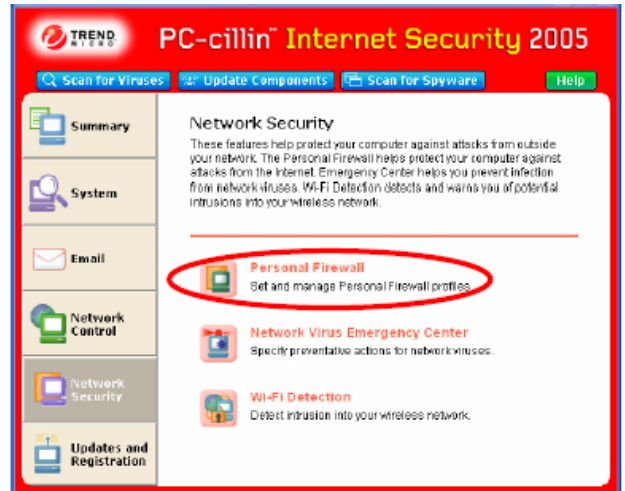 TREND MICRO
PC-cillin™ Internet Security 2005
Scan for Viruses
Update Components
Scan for Spyware
Help
Summary
System
Email
Network
Control
Network
Security
Updates and
Registration
Network Security
These features help protect your computer against attacks from outside
your network. The Personal Firewall helps protect your computer against
attacks from the Internet. Emergency Center helps you prevent infection
from network viruses. Wi-Fi Detection detects and warns you of potential
intrusions into your wireless network.
Personal Firewall
Set and manage Personal Firewall profiles.
Network Virus Emergency Center
Specify preventative actions for network viruses.
Wi-Fi Detection
Detect intrusion into your wireless network.